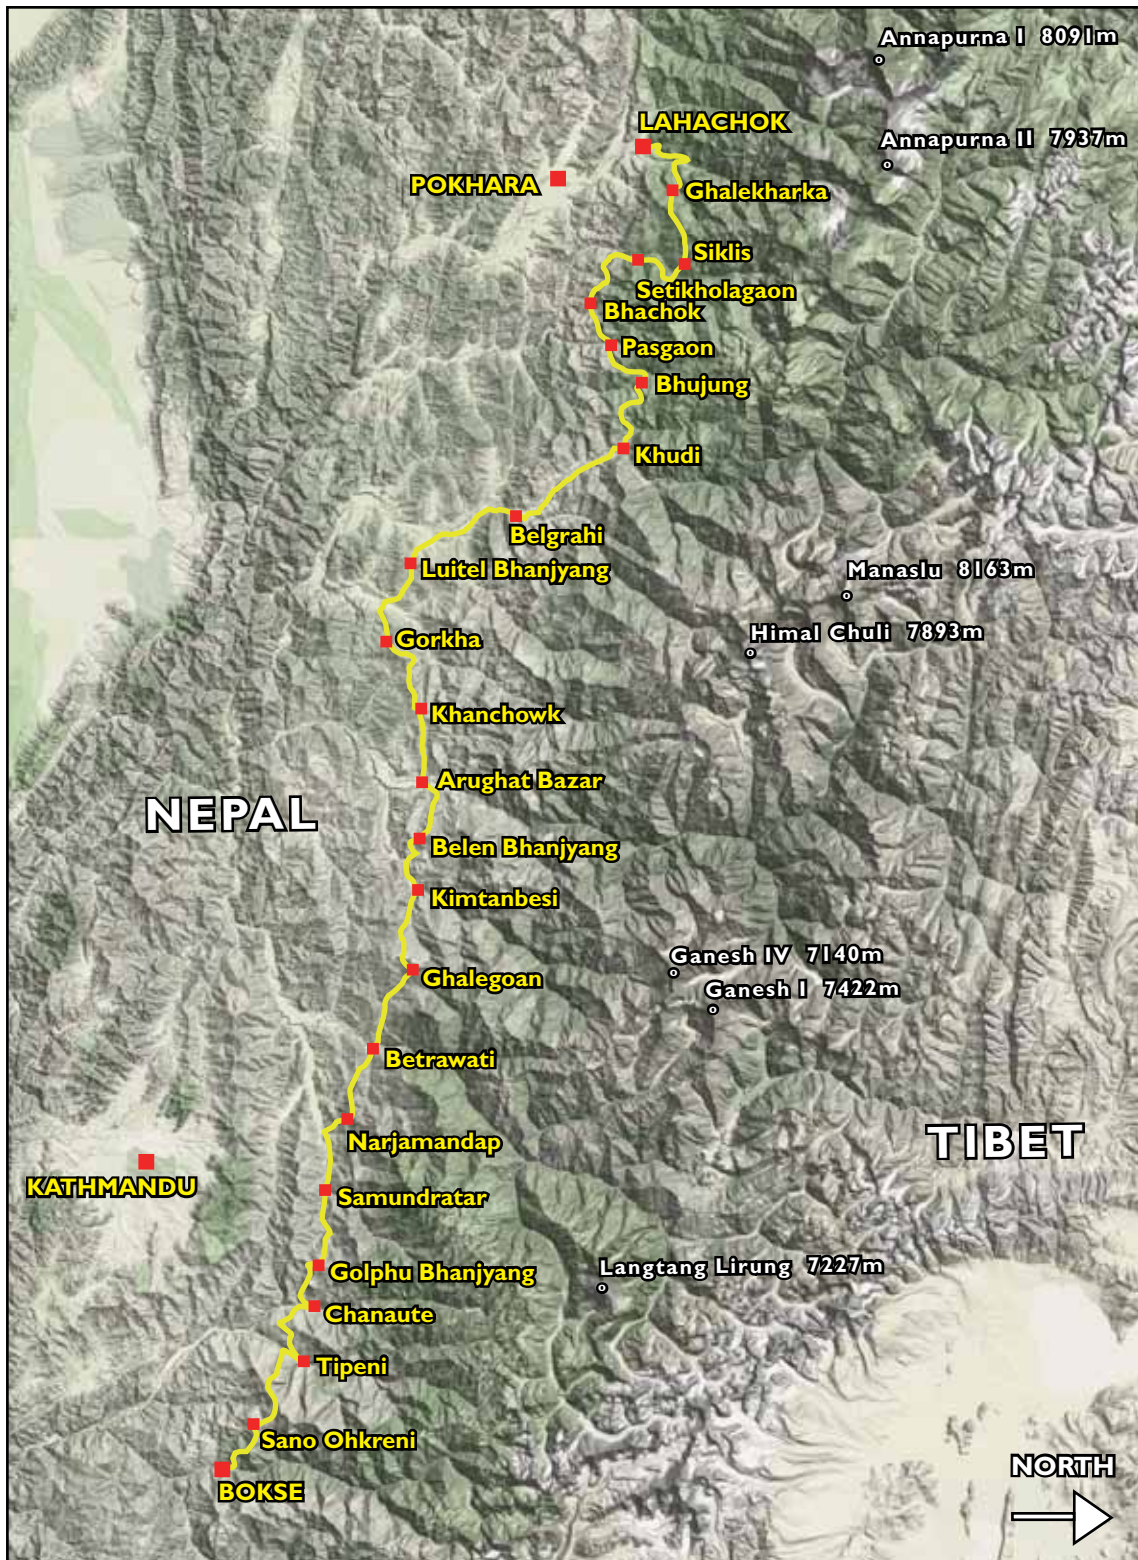 Annapurna I 8091m
LAHACHOK
Annapurna II 7937m
POKHARA
Ghalekharka
Siklis
Setikholagaon
Bhachok
Pasgaon
Bhujung
Khudi
Belgrahi
Luitel Bhanjyang
Manaslu 8163m
Himal Chuli 7893m
Gorkha
Khanchowk
Arughat Bazar
NEPAL
Belen Bhanjyang
Kimtanbesi
Ganesh IV 7140m
Ghalegoan
Ganesh I 7422m
Betrawati
Narjamandap
TIBET
KATHMANDU
Samundratar
Golphu Bhanjyang
Langtang Lirung 7227m
Chanaute
Tipeni
Sano Ohkreni
NORTH
BOKSE